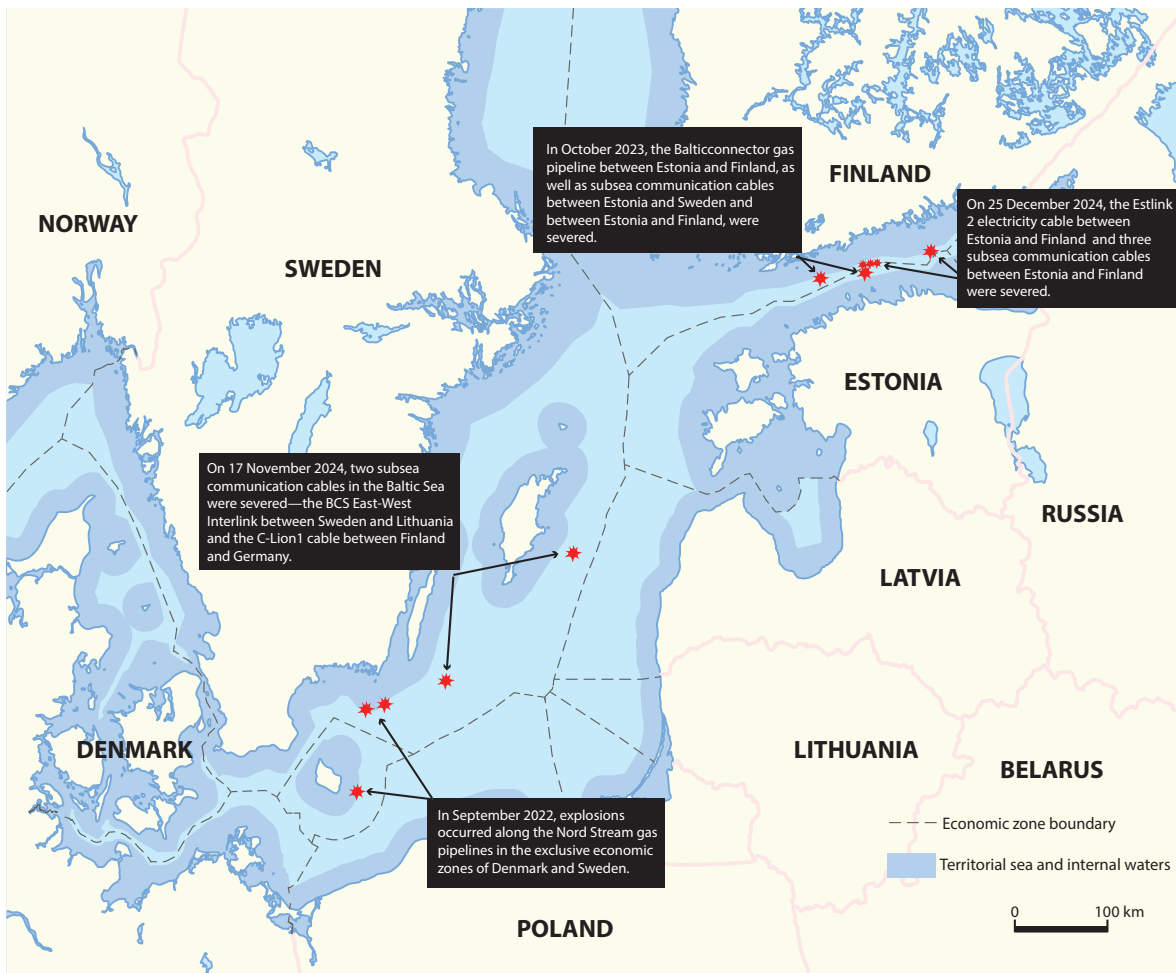 In October 2023, the Balticconnector gas
pipeline between Estonia and Finland, as
well as subsea communication cables
between Estonia and Sweden and
between Estonia and Finland, were
severed.
FINLAND
On 25 December 2024, the Estlink
2 electricity cable between
Estonia and Finland and three
subsea communication cables
between Estonia and Finland
were severed.
NORWAY
SWEDEN
ESTONIA
On 17 November 2024, two subsea
communication cables in the Baltic Sea
were severed—the BCS East-West
Interlink between Sweden and Lithuania
and the C-Lion1 cable between Finland
and Germany.
RUSSIA
LATVIA
DENMARK
LITHUANIA
BELARUS
In September 2022, explosions
occurred along the Nord Stream gas
pipelines in the exclusive economic
zones of Denmark and Sweden.
Economic zone boundary
Territorial sea and internal waters
POLAND
0 100 km